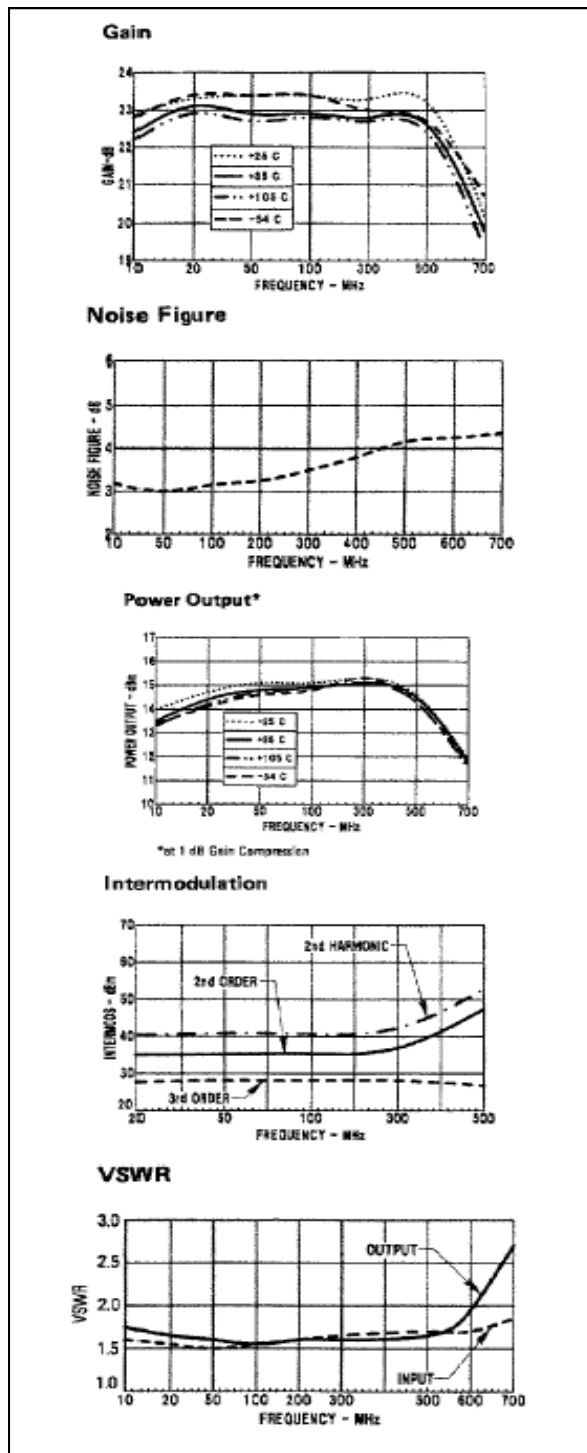 Gain
24
23
22
21
20
19
GAIN-dB
+25 C
+85 C
+105 C
-54 C
10 20 50 100 300 500 700
FREQUENCY - MHz
Noise Figure
6
5
4
3
2
NOISE FIGURE - dB
10 50 100 200 300 400 500 600 700
FREQUENCY - MHz
Power Output*
17
16
15
14
13
12
11
10
POWER OUTPUT - dBm
+25 C
+85 C
+105 C
-54 C
10 20 50 100 200 300 500 700
FREQUENCY - MHz
*at 1 dB Gain Compression
Intermodulation
70
60
50
40
30
20
INTERMODS - dBm
2nd HARMONIC
2nd ORDER
3rd ORDER
20 50 100 300 500
FREQUENCY - MHz
VSWR
3.0
2.5
2.0
1.5
1.0
VSWR
OUTPUT
INPUT
10 20 50 100 200 300 500 600 700
FREQUENCY - MHz